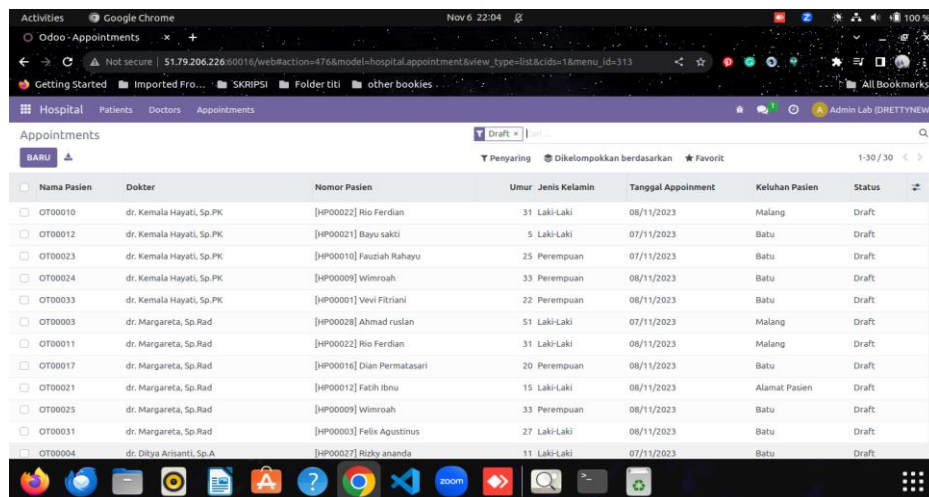 Activities Google Chrome Nov 6 22:04 100 %
Odoo - Appointments × +
Not secure | 51.79.206.226:60016/web#action=476&model=hospital.appointment&view_type=list&cids=1&menu_id=313
Getting Started Imported Fro... SKRIPSI Folder titi other bookies All Bookmarks
Hospital Patients Doctors Appointments 1 A Admin Lab (DRETTYNEW
Appointments Draft ×
BARU Penyaring Dikelompokkan berdasarkan Favorit 1-30 / 30
Nama Pasien Dokter Nomor Pasien Umur Jenis Kelamin Tanggal Appoinment Keluhan Pasien Status
OT00010 dr. Kemala Hayati, Sp.PK [HP00022] Rio Ferdian 31 Laki-Laki 08/11/2023 Malang Draft
OT00012 dr. Kemala Hayati, Sp.PK [HP00021] Bayu sakti 5 Laki-Laki 07/11/2023 Batu Draft
OT00023 dr. Kemala Hayati, Sp.PK [HP00010] Fauziah Rahayu 25 Perempuan 07/11/2023 Batu Draft
OT00024 dr. Kemala Hayati, Sp.PK [HP00009] Wimroah 33 Perempuan 08/11/2023 Batu Draft
OT00033 dr. Kemala Hayati, Sp.PK [HP00001] Vevi Fitriani 22 Perempuan 08/11/2023 Batu Draft
OT00003 dr. Margareta, Sp.Rad [HP00028] Ahmad ruslan 51 Laki-Laki 07/11/2023 Malang Draft
OT00011 dr. Margareta, Sp.Rad [HP00022] Rio Ferdian 31 Laki-Laki 08/11/2023 Malang Draft
OT00017 dr. Margareta, Sp.Rad [HP00016] Dian Permatasari 20 Perempuan 08/11/2023 Batu Draft
OT00021 dr. Margareta, Sp.Rad [HP00012] Fatih Ibnu 15 Laki-Laki 08/11/2023 Alamat Pasien Draft
OT00025 dr. Margareta, Sp.Rad [HP00009] Wimroah 33 Perempuan 08/11/2023 Batu Draft
OT00031 dr. Margareta, Sp.Rad [HP00003] Felix Agustinus 27 Laki-Laki 08/11/2023 Batu Draft
OT00004 dr. Ditya Arisanti, Sp.A [HP00027] Rizky ananda 11 Laki-Laki 07/11/2023 Batu Draft
zoom